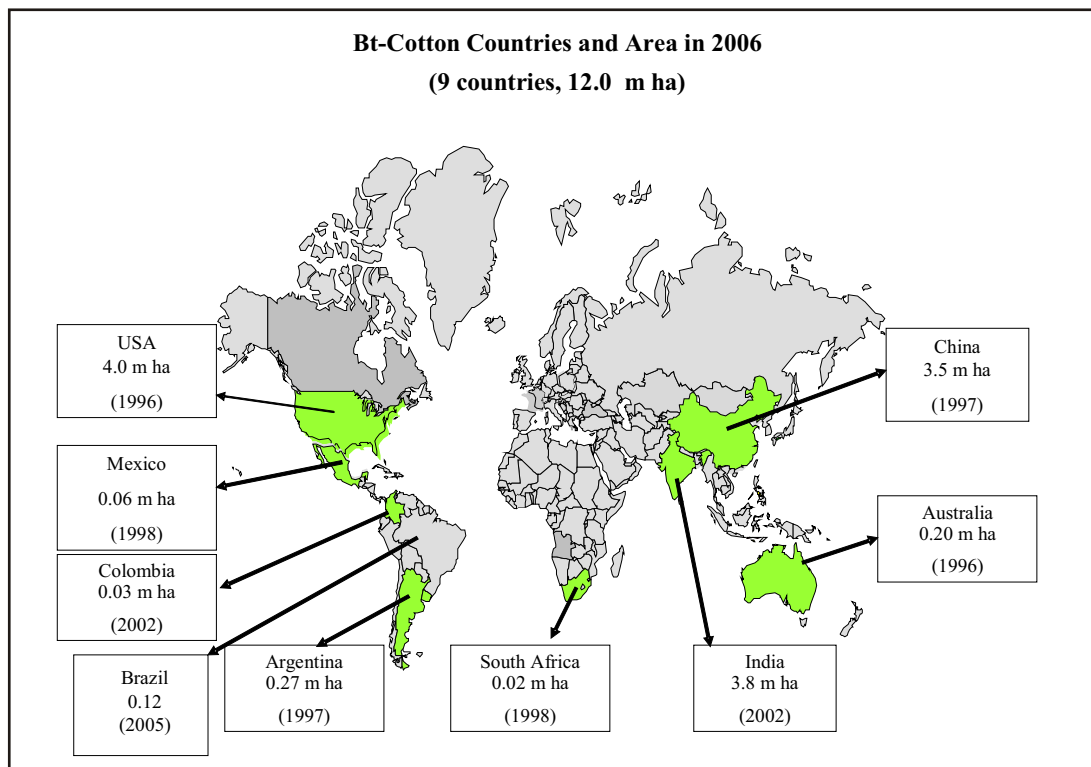 Bt-Cotton Countries and Area in 2006
(9 countries, 12.0 m ha)
USA
4.0 m ha
(1996)
Mexico
0.06 m ha
(1998)
Colombia
0.03 m ha
(2002)
Brazil
0.12
(2005)
Argentina
0.27 m ha
(1997)
South Africa
0.02 m ha
(1998)
India
3.8 m ha
(2002)
Australia
0.20 m ha
(1996)
China
3.5 m ha
(1997)